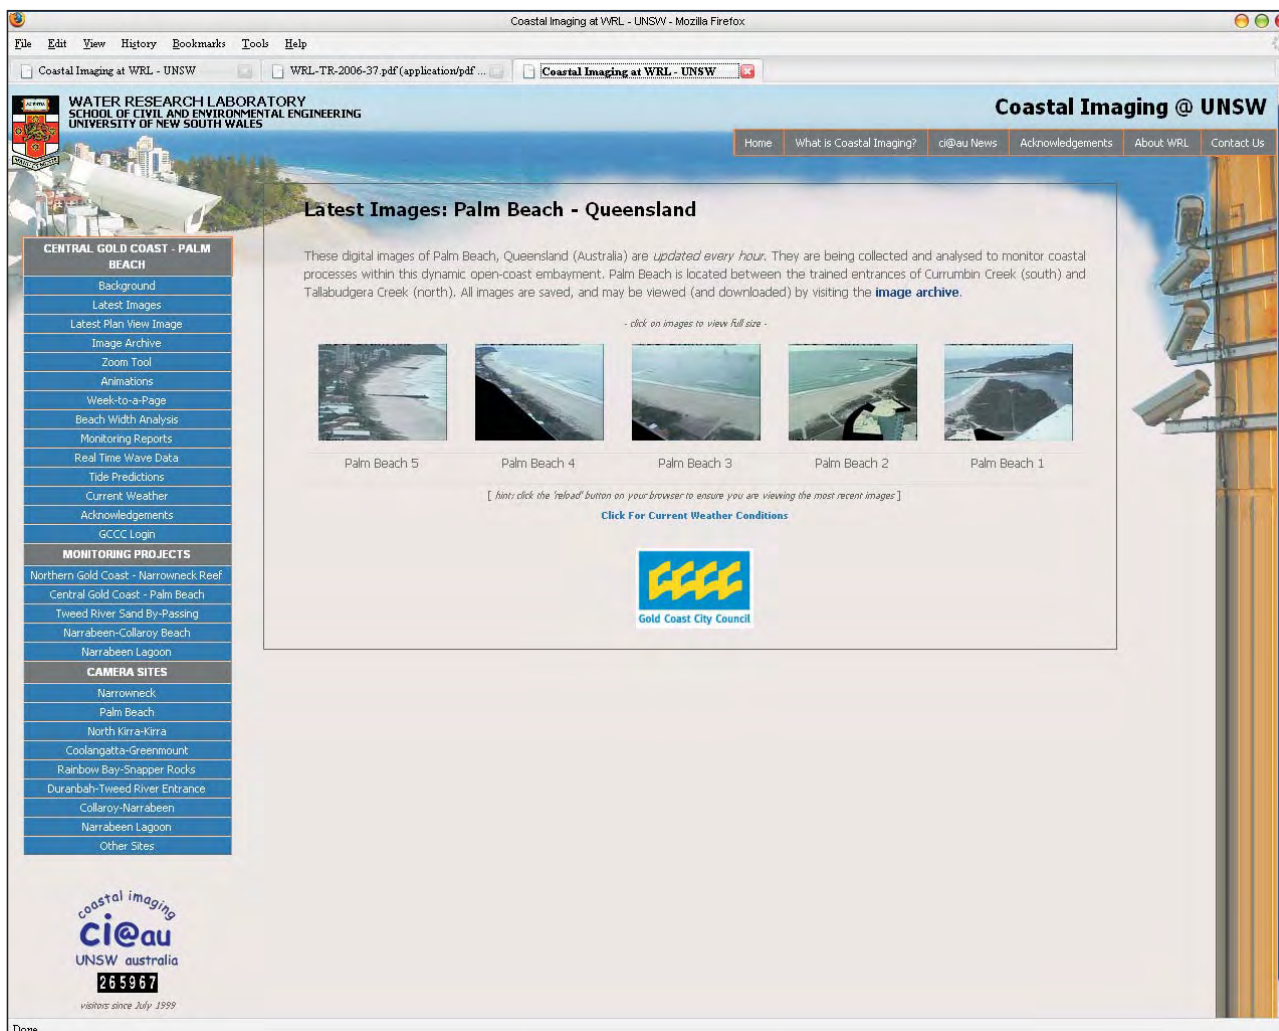 Coastal Imaging at WRL - UNSW - Mozilla Firefox
File Edit View History Bookmarks Tools Help
Coastal Imaging at WRL - UNSW
WRL-TR-2006-37.pdf (application/pdf ...
Coastal Imaging at WRL - UNSW
WATER RESEARCH LABORATORY
SCHOOL OF CIVIL AND ENVIRONMENTAL ENGINEERING
UNIVERSITY OF NEW SOUTH WALES
Coastal Imaging @ UNSW
Home What is Coastal Imaging? ci@au News Acknowledgements About WRL Contact Us
CENTRAL GOLD COAST - PALM
BEACH
Background
Latest Images
Latest Plan View Image
Image Archive
Zoom Tool
Animations
Week-to-a-Page
Beach Width Analysis
Monitoring Reports
Real Time Wave Data
Tide Predictions
Current Weather
Acknowledgements
GCCC Login
MONITORING PROJECTS
Northern Gold Coast - Narrowneck Reef
Central Gold Coast - Palm Beach
Tweed River Sand By-Passing
Narrabeen-Collaroy Beach
Narrabeen Lagoon
CAMERA SITES
Narrowneck
Palm Beach
North Kirra-Kirra
Coolangatta-Greenmount
Rainbow Bay-Snapper Rocks
Duranbah-Tweed River Entrance
Collaroy-Narrabeen
Narrabeen Lagoon
Other Sites
coastal imaging
ci@au
UNSW australia
265967
visitors since July 1999
Latest Images: Palm Beach - Queensland
These digital images of Palm Beach, Queensland (Australia) are updated every hour. They are being collected and analysed to monitor coastal
processes within this dynamic open-coast embayment. Palm Beach is located between the trained entrances of Currumbin Creek (south) and
Tallabudgera Creek (north). All images are saved, and may be viewed (and downloaded) by visiting the image archive.
- click on images to view full size -
Palm Beach 5 Palm Beach 4 Palm Beach 3 Palm Beach 2 Palm Beach 1
[ hint: click the 'reload' button on your browser to ensure you are viewing the most recent images ]
Click For Current Weather Conditions
Gold Coast City Council
Done